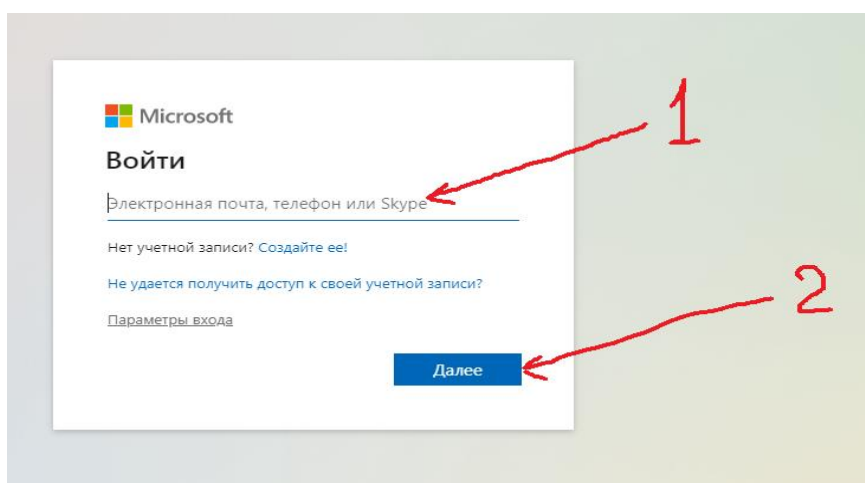 Microsoft
1
Войти
Электронная почта, телефон или Skype
Нет учетной записи? Создайте ее!
Не удается получить доступ к своей учетной записи?
2
Параметры входа
Далее